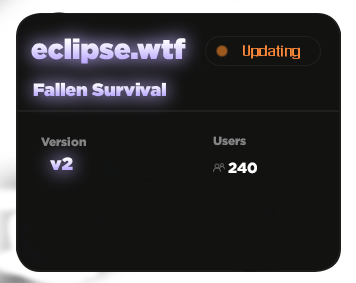 eclipse.wtf
Updating
Fallen Survival
Version
Users
v2
240